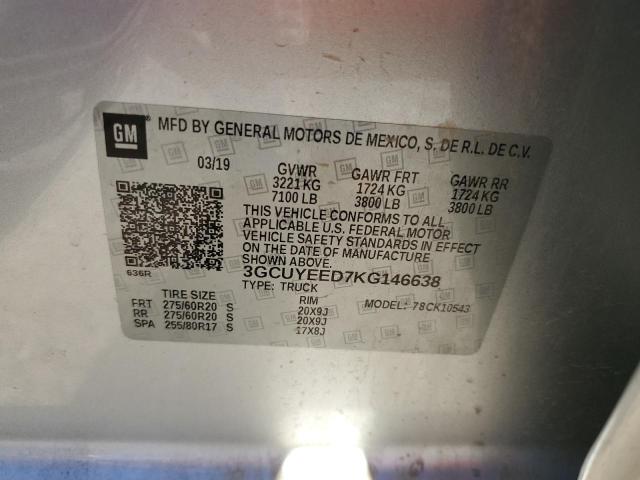 GM MFD BY GENERAL MOTORS DE MEXICO, S. DE R.L. DE C.V.
03/19 GVWR GAWR FRT GAWR RR
3221 KG 1724 KG 1724 KG
7100 LB 3800 LB 3800 LB
THIS VEHICLE CONFORMS TO ALL
APPLICABLE U.S. FEDERAL MOTOR
VEHICLE SAFETY STANDARDS IN EFFECT
ON THE DATE OF MANUFACTURE
SHOWN ABOVE.
636R
3GCUYEED7KG146638
TYPE: TRUCK MODEL: 78CK10543
TIRE SIZE RIM
FRT 275/60R20 S 20X9J
RR 275/60R20 S 20X9J
SPA 255/80R17 S 17X8J